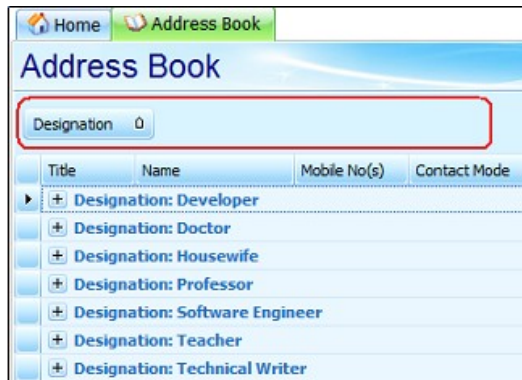 Home Address Book
Address Book
Designation
Title Name Mobile No(s) Contact Mode
Designation: Developer
Designation: Doctor
Designation: Housewife
Designation: Professor
Designation: Software Engineer
Designation: Teacher
Designation: Technical Writer